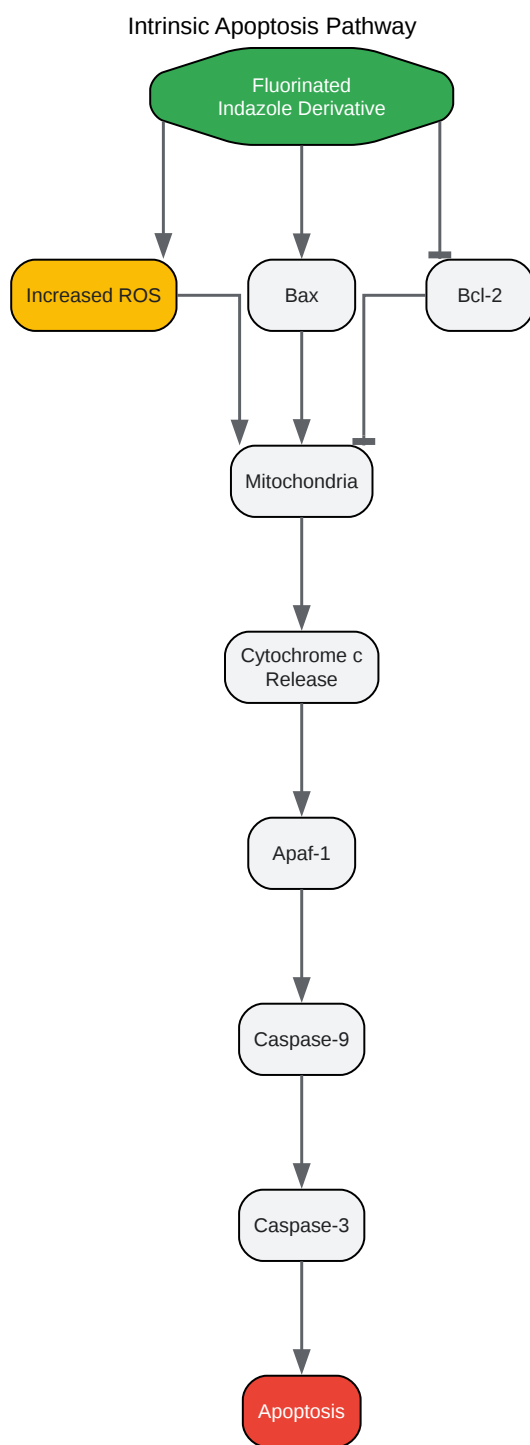 Intrinsic Apoptosis Pathway
Fluorinated
Indazole Derivative
Increased ROS
Bax
Bcl-2
Mitochondria
Cytochrome c
Release
Apaf-1
Caspase-9
Caspase-3
Apoptosis